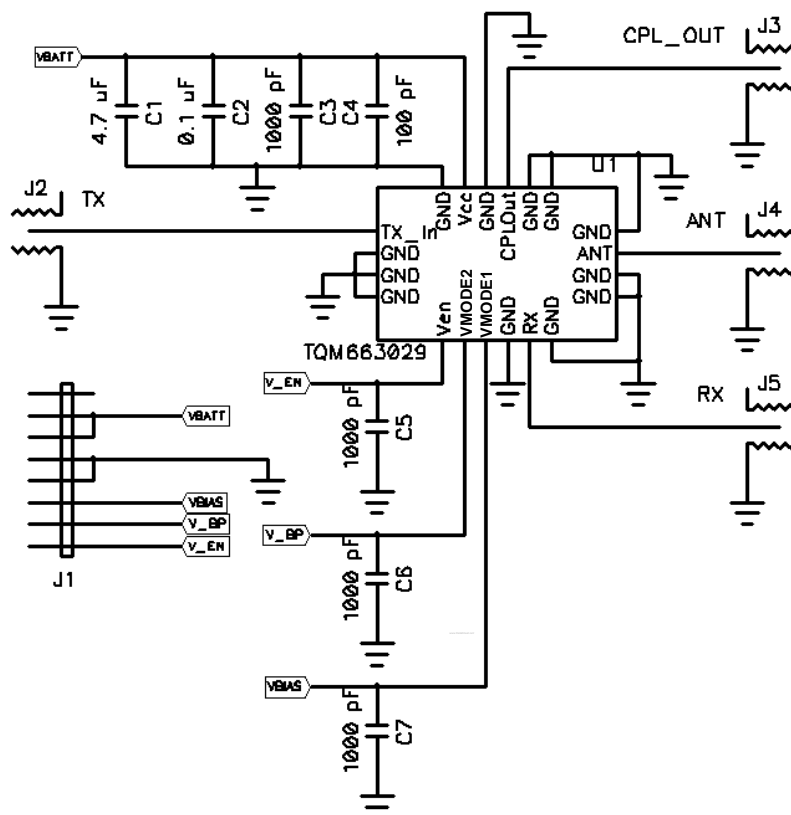 CPL_OUT
J3
VBATT
4.7 uF
C1
0.1 uF
C2
1000 pF
C3
C4
100 pF
J2
TX
U1
GND
Vcc
GND
CPLOut
GND
GND
ANT
J4
TX_In
GND
GND
GND
ANT
GND
GND
Ven
VMODE2
VMODE1
GND
RX
GND
TQM663029
V_EN
1000 pF
C5
RX
J5
VBATT
VBIAS
V_BP
V_EN
J1
V_BP
1000 pF
C6
VBIAS
1000 pF
C7